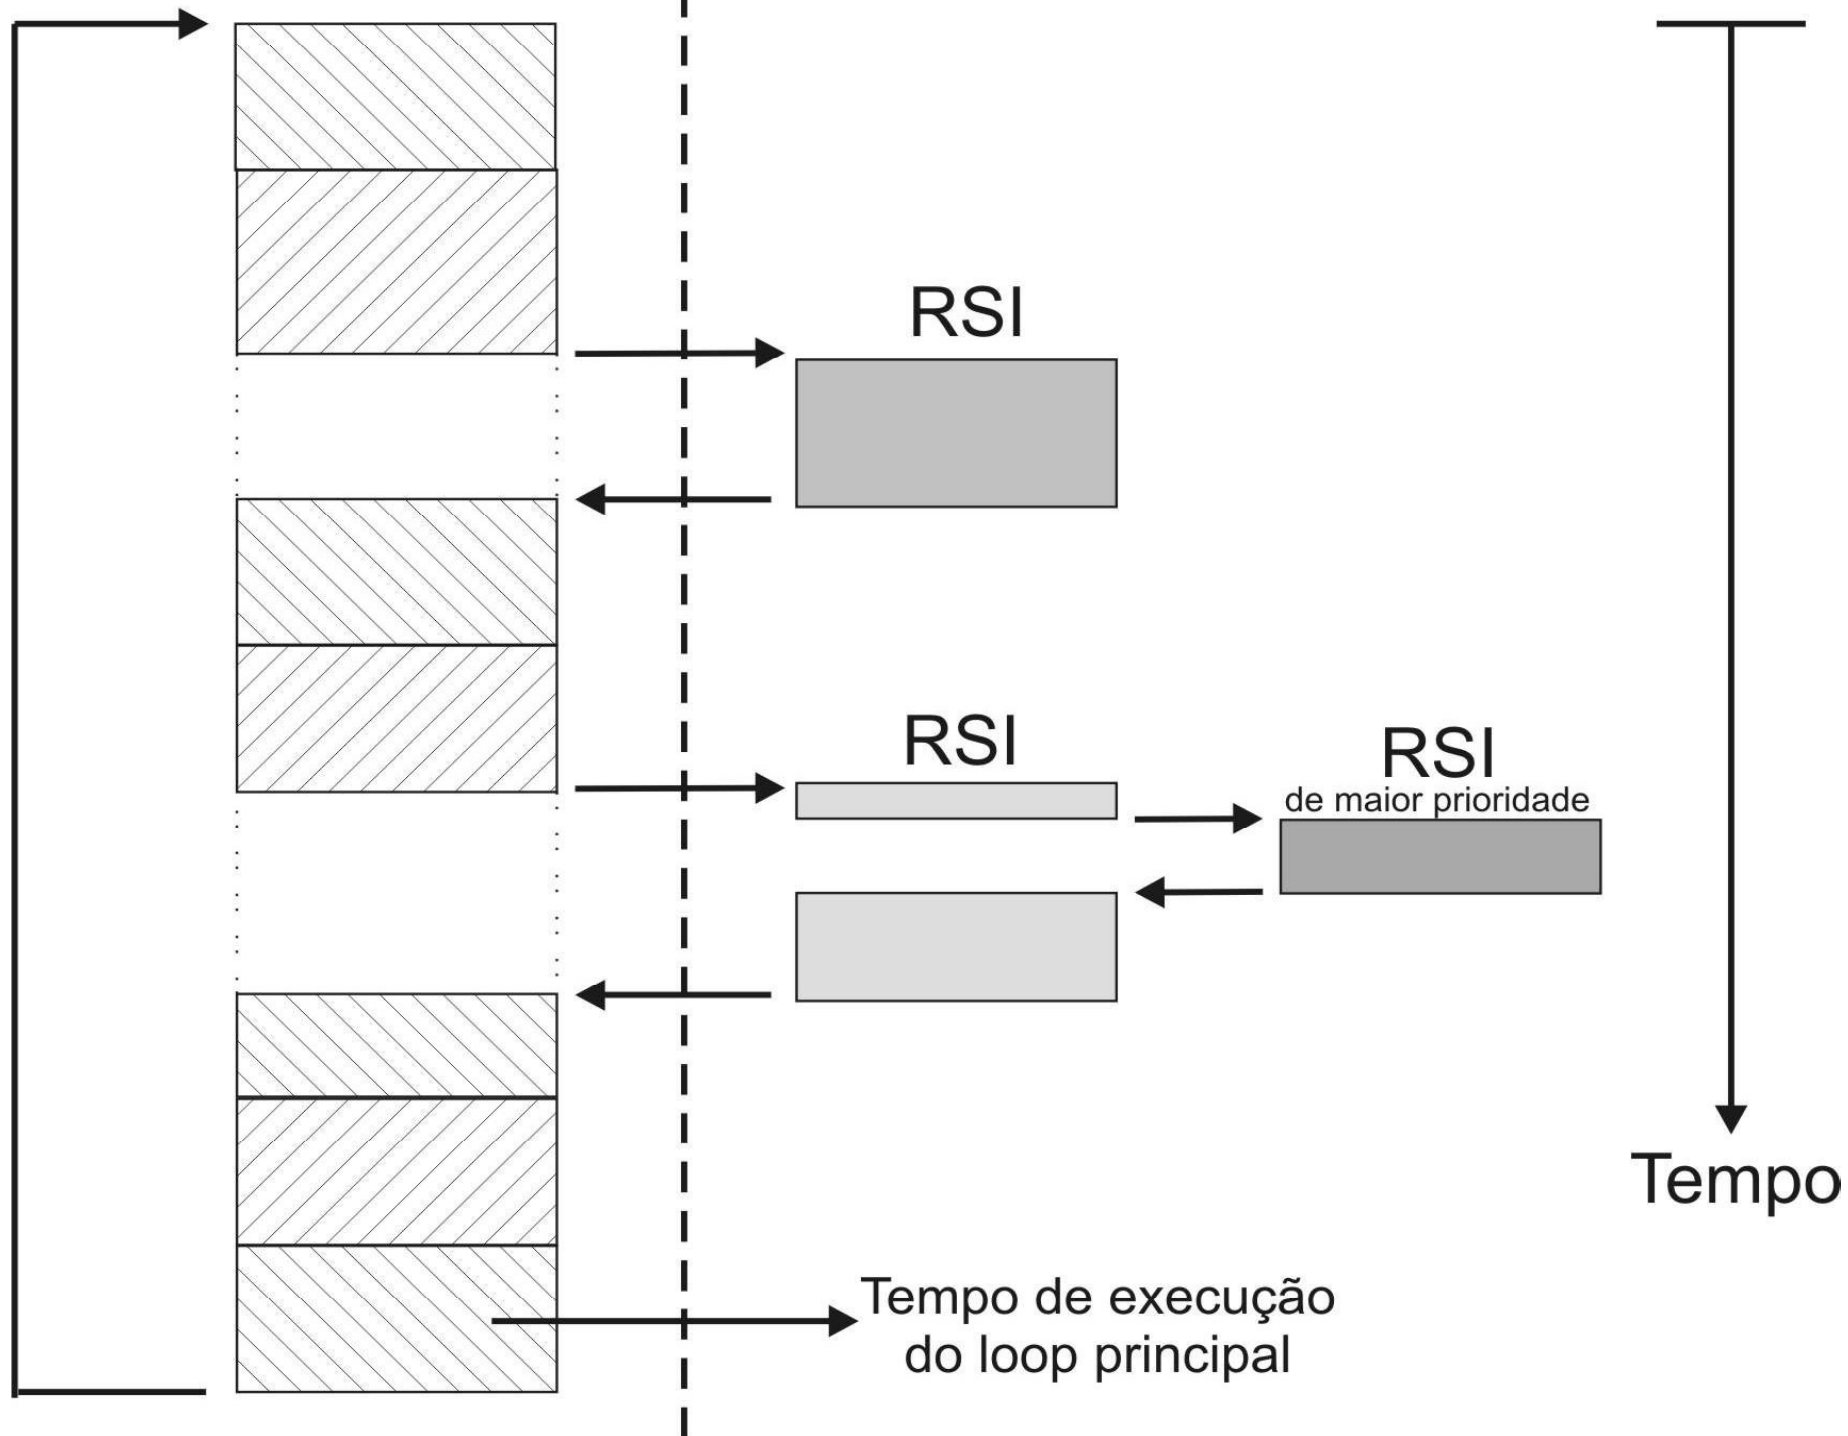 RSI
RSI
RSI
de maior prioridade
Tempo
Tempo de execução
do loop principal